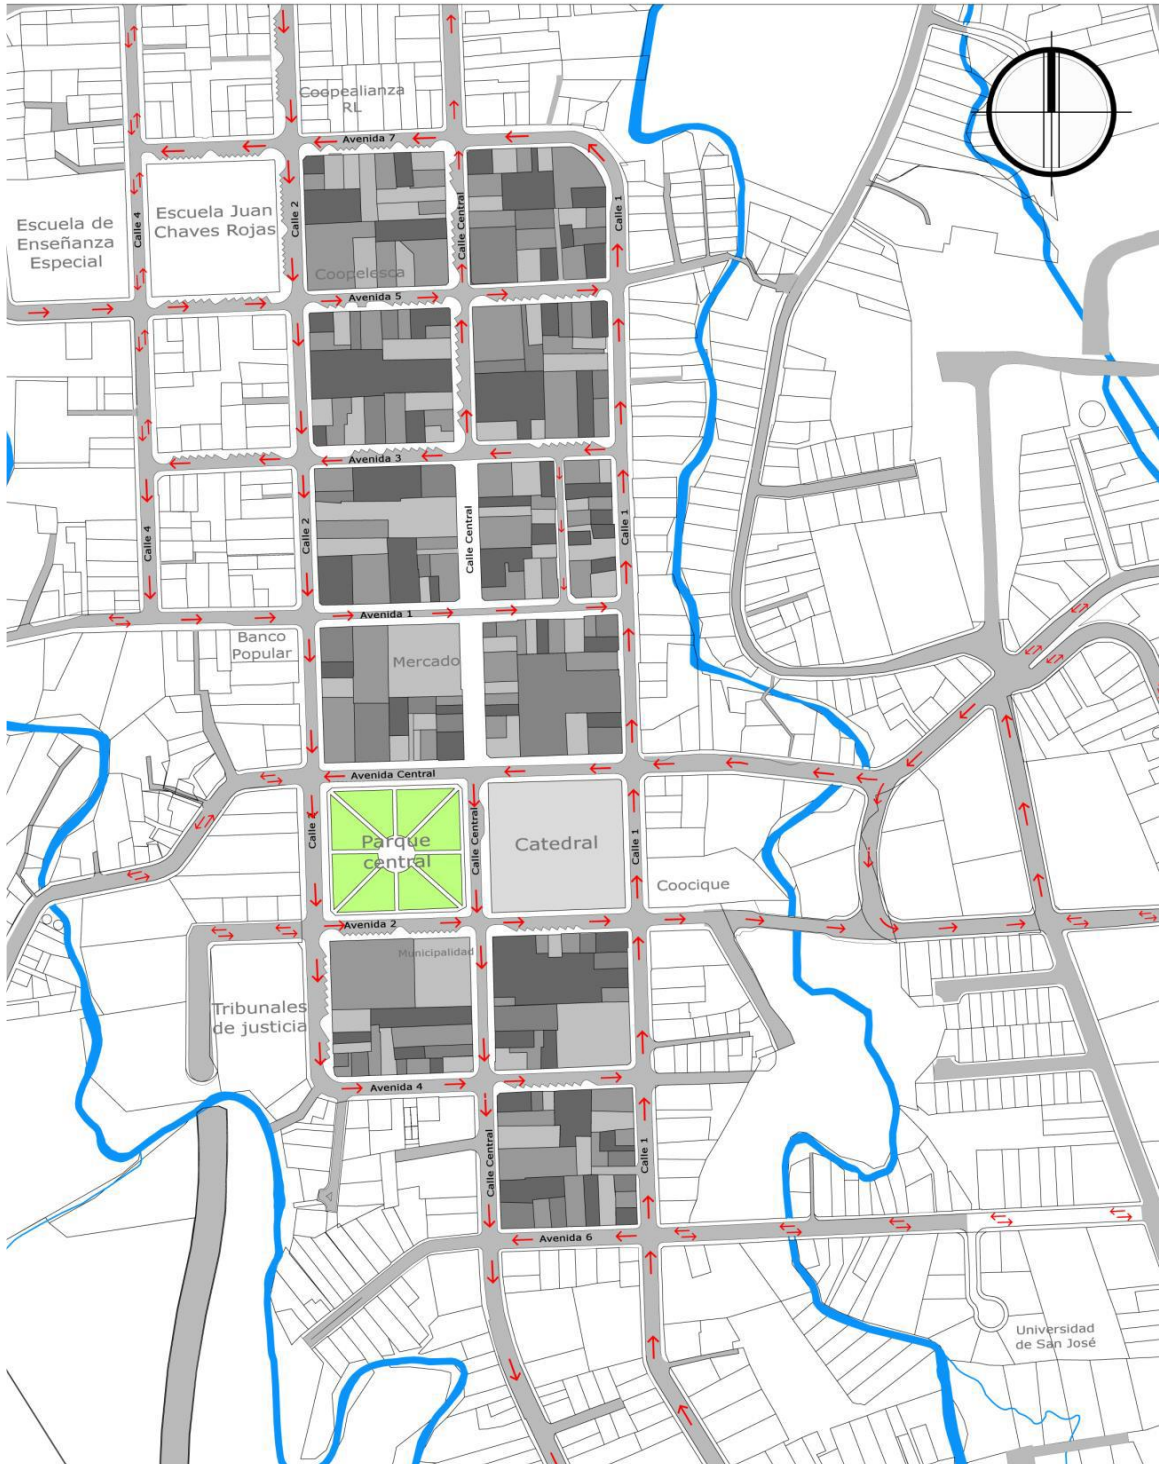 Coopealianza
RL
Avenida 7
Escuela de
Enseñanza
Especial
Calle 4
Escuela Juan
Chaves Rojas
Calle 2
Calle Central
Calle 1
Coopelesca
Avenida 5
Avenida 3
Calle 4
Calle 2
Calle Central
Calle 1
Avenida 1
Banco
Popular
Mercado
Avenida Central
Calle 2
Parque
central
Calle Central
Catedral
Calle 1
Coocique
Avenida 2
Municipalidad
Tribunales
de justicia
Avenida 4
Calle Central
Calle 1
Avenida 6
Universidad
de San José